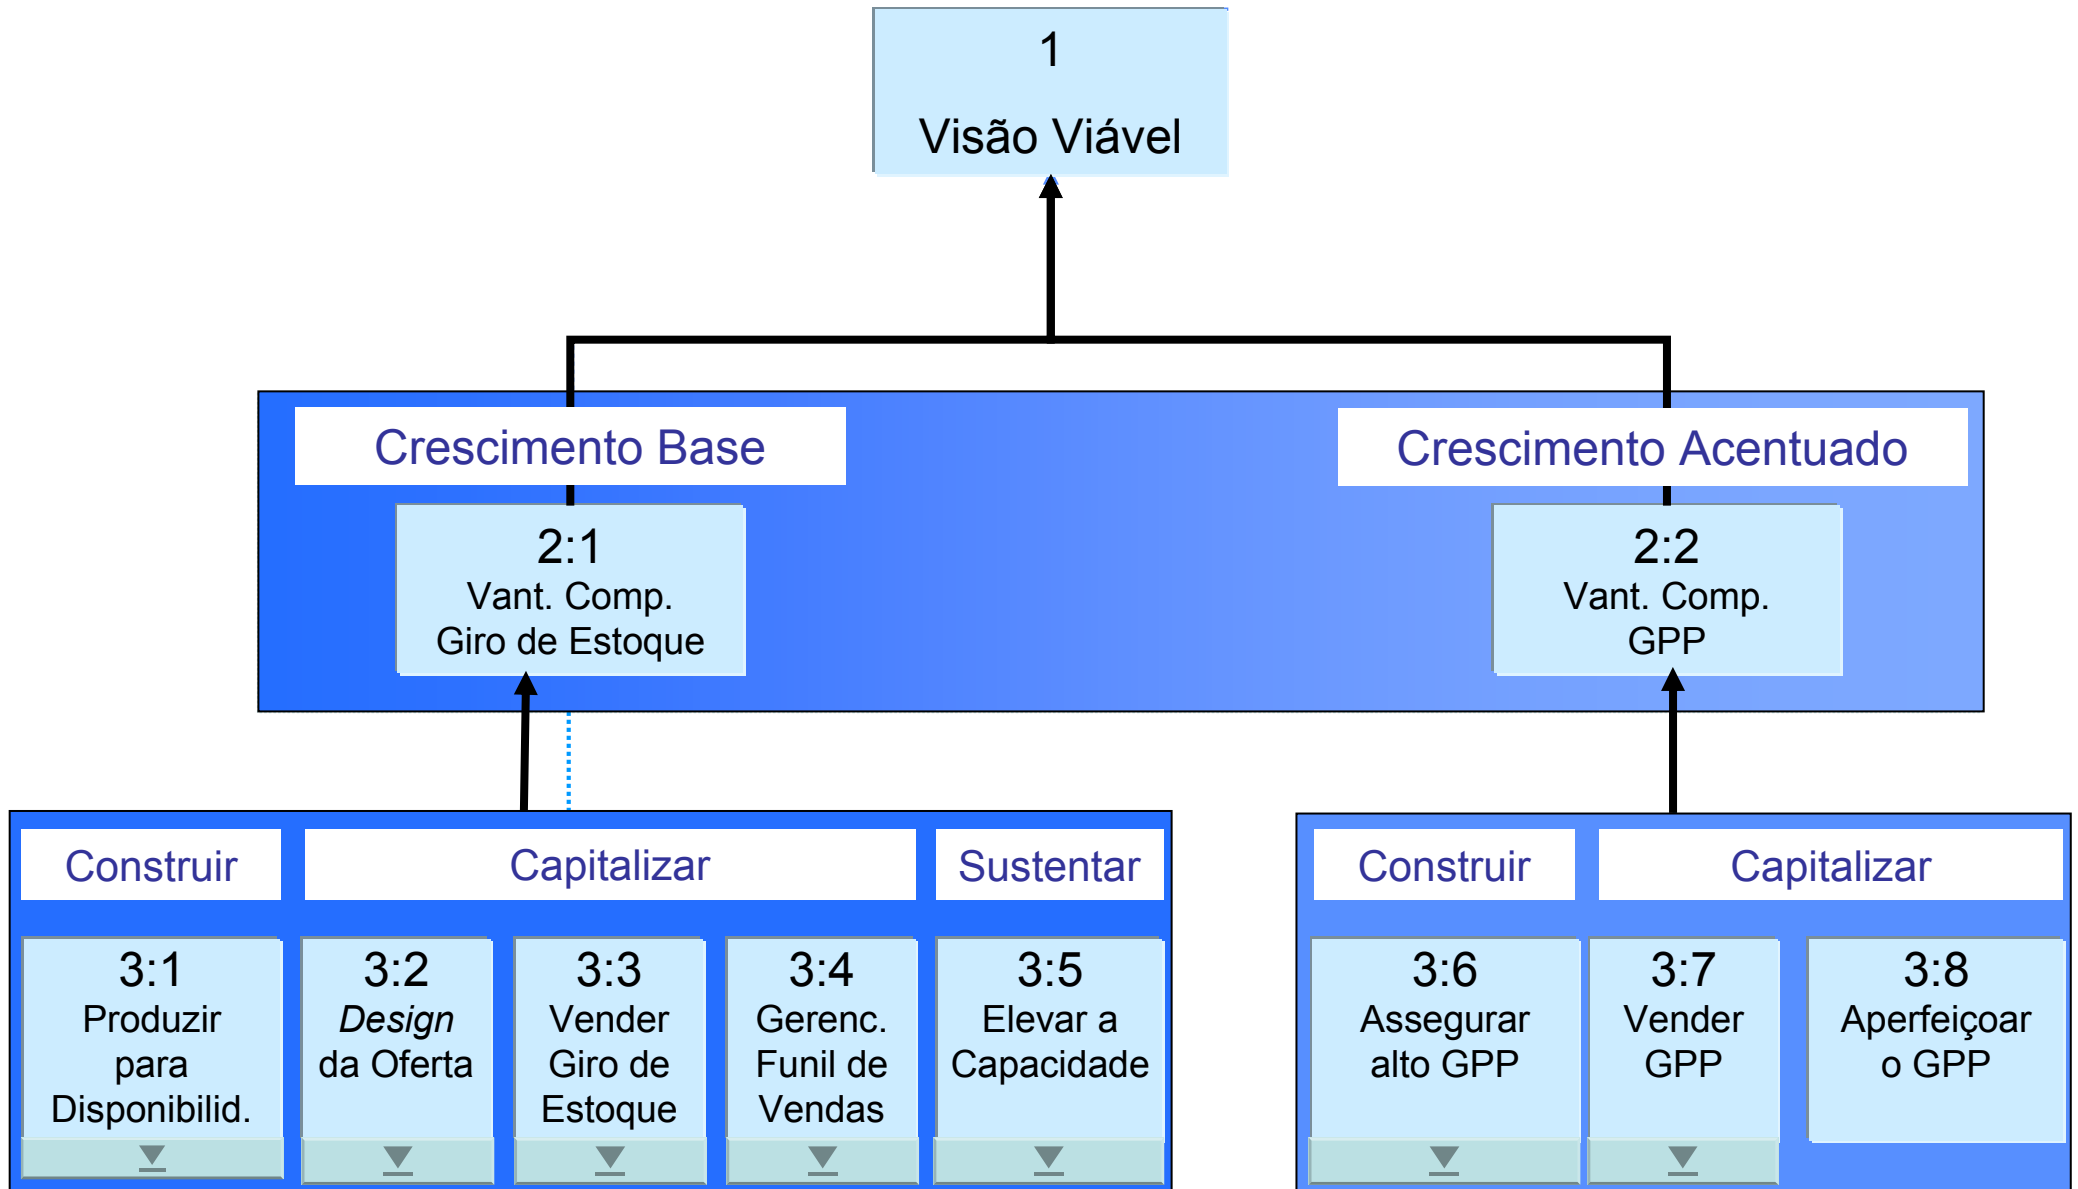 1
Visão Viável
Crescimento Base
Crescimento Acentuado
2:1
Vant. Comp.
Giro de Estoque
2:2
Vant. Comp.
GPP
Construir
Capitalizar
Sustentar
Construir
Capitalizar
3:1
Produzir
para
Disponibilid.
3:2
Design
da Oferta
3:3
Vender
Giro de
Estoque
3:4
Gerenc.
Funil de
Vendas
3:5
Elevar a
Capacidade
3:6
Assegurar
alto GPP
3:7
Vender
GPP
3:8
Aperfeiçoar
o GPP